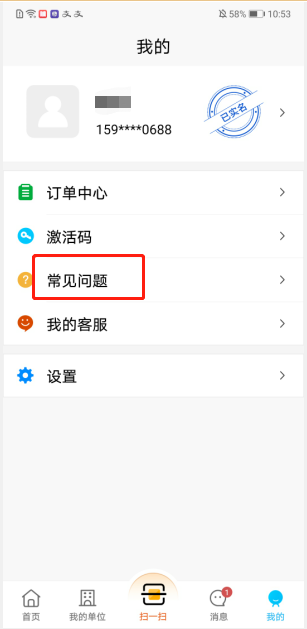 58% 10:53
我的
159****0688
已实名
订单中心
激活码
常见问题
我的客服
设置
1
首页 我的单位 扫一扫 消息 我的